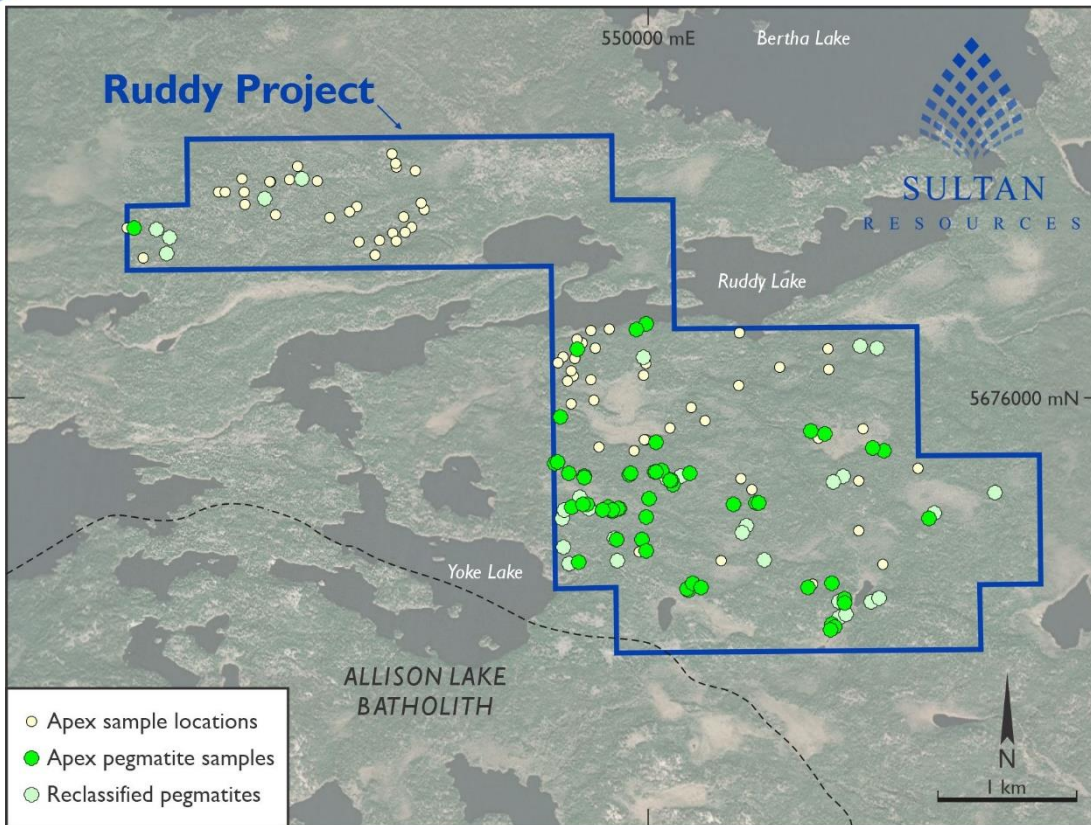 550000 mE
Bertha Lake
Ruddy Project
SULTAN
RESOURCES
Ruddy Lake
5676000 mN
Yoke Lake
ALLISON LAKE
BATHOLITH
Apex sample locations
Apex pegmatite samples
Reclassified pegmatites
N
1 km